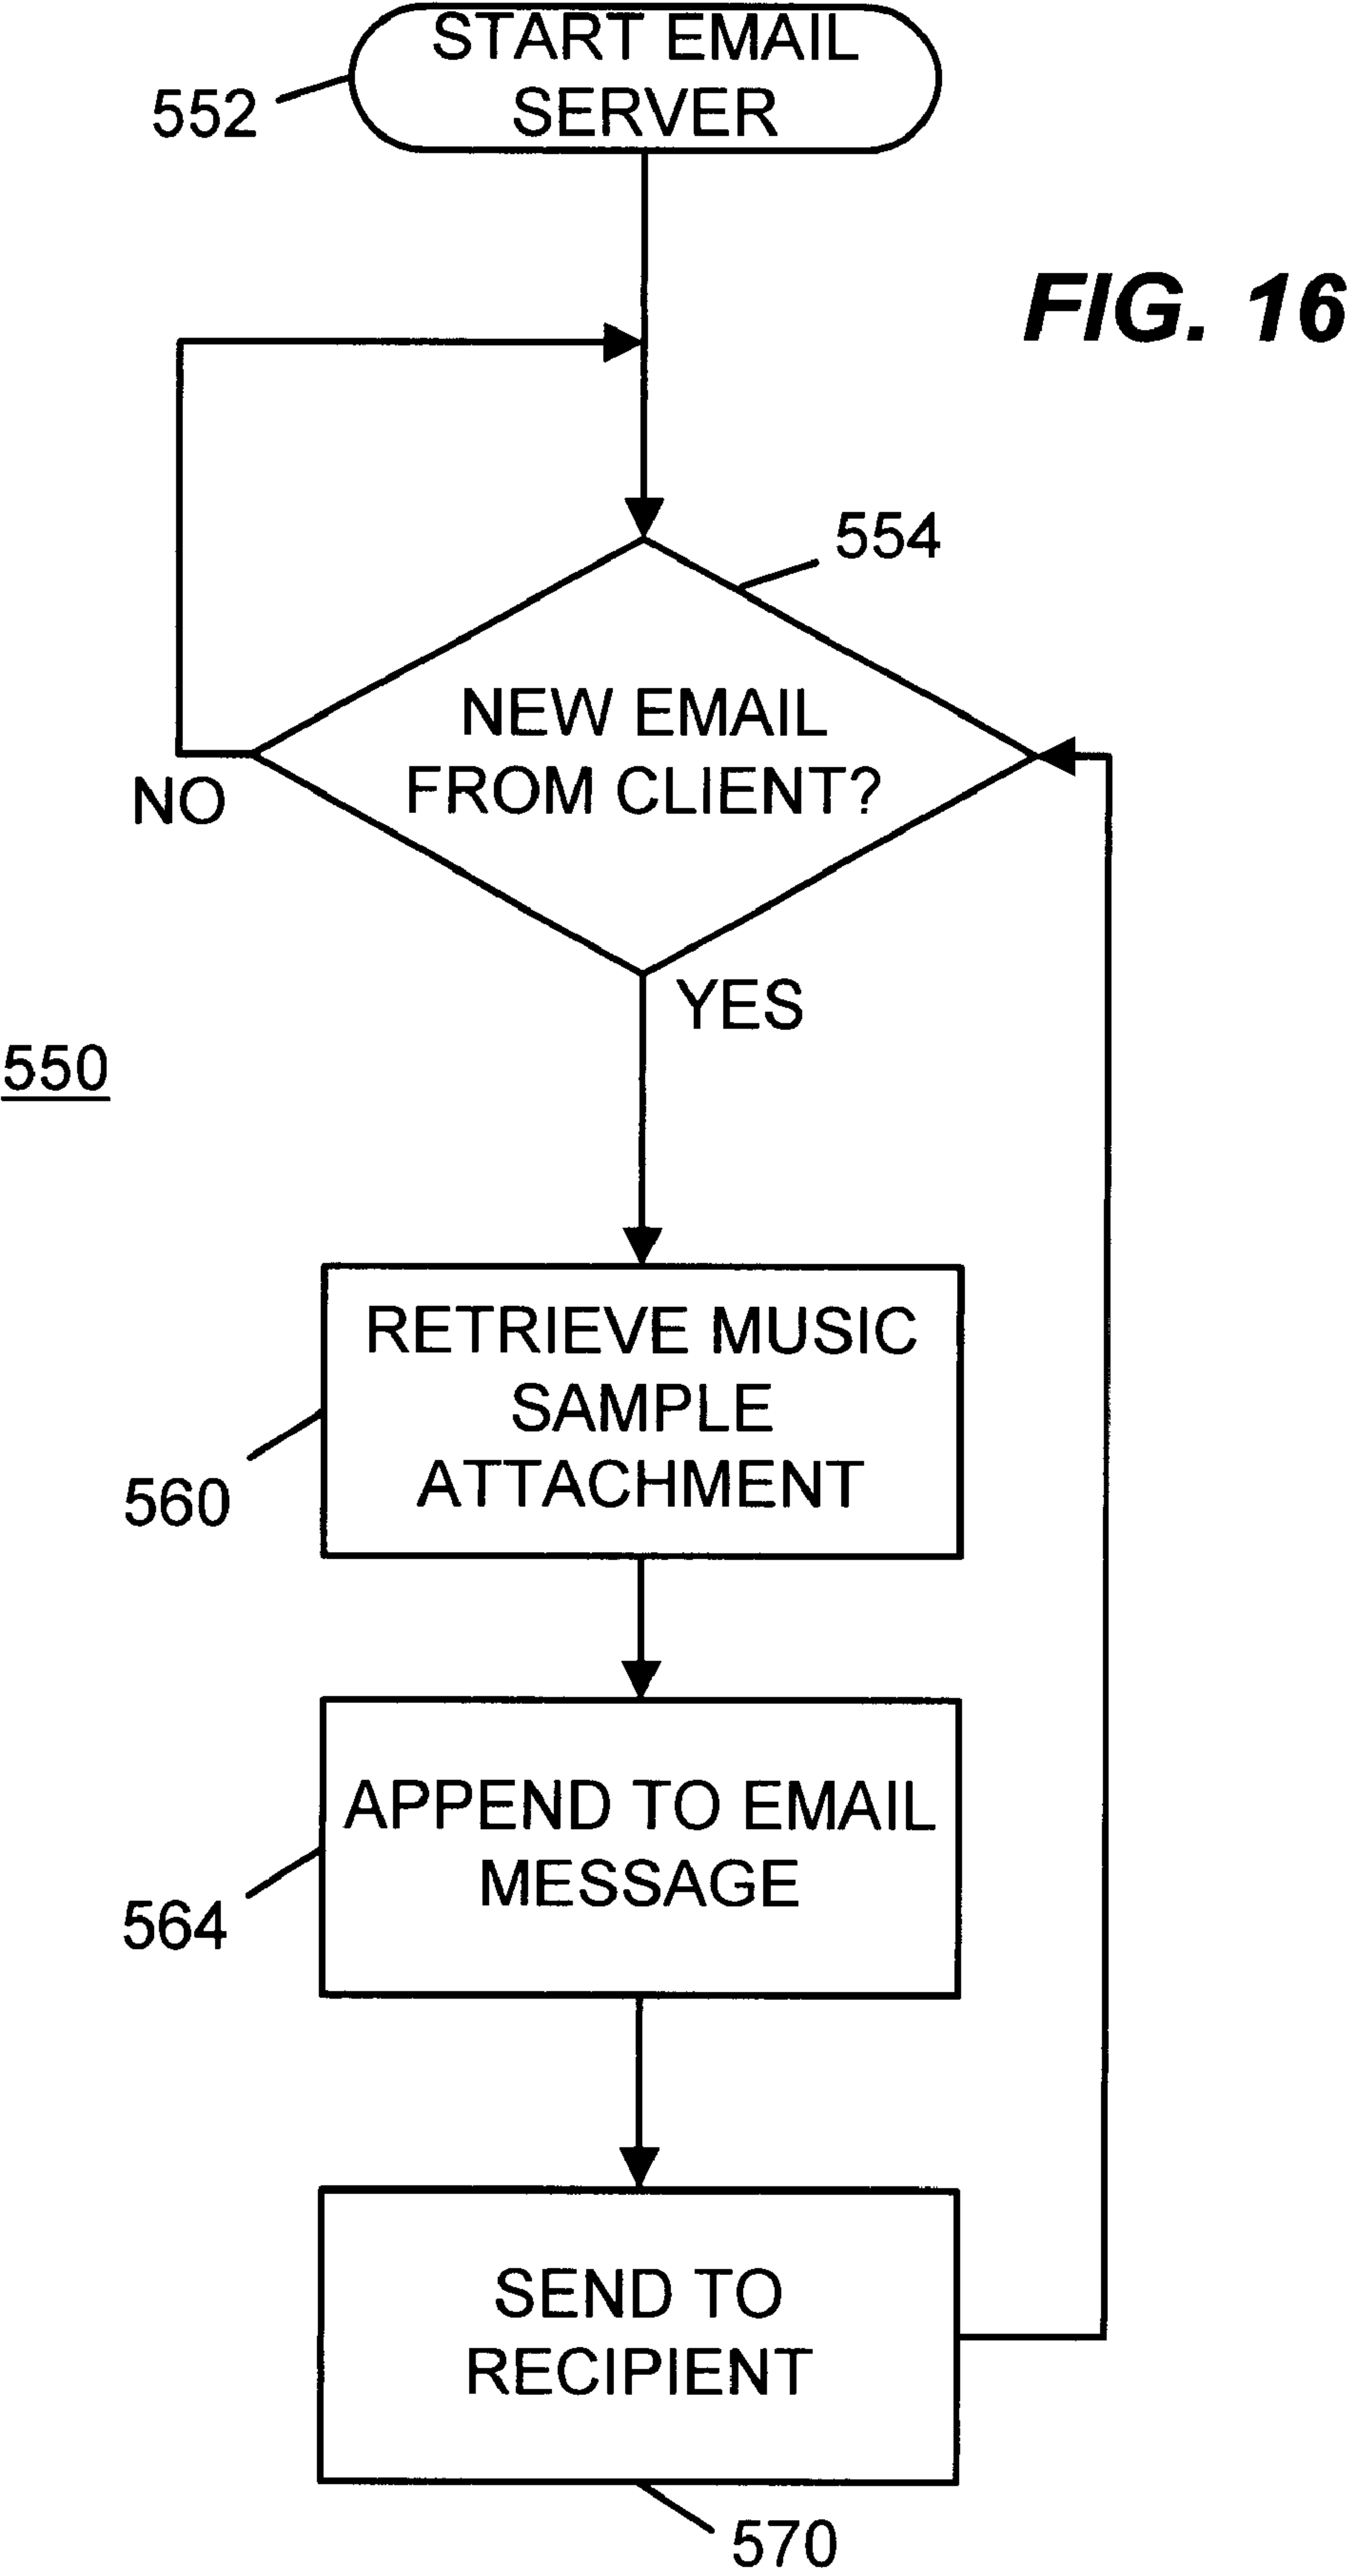 START EMAIL
SERVER
552
FIG. 16
554
NEW EMAIL
FROM CLIENT?
NO
YES
550
RETRIEVE MUSIC
SAMPLE
ATTACHMENT
560
APPEND TO EMAIL
MESSAGE
564
SEND TO
RECIPIENT
570